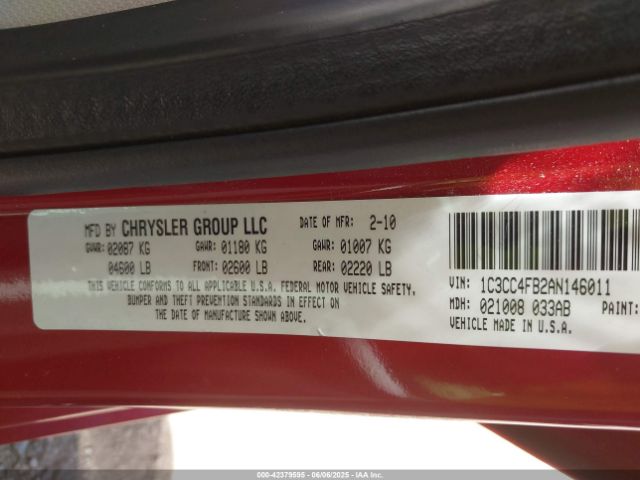 MFD BY CHRYSLER GROUP LLC DATE OF MFR: 2-10
GVWR: 02087 KG GAWR: 01180 KG GAWR: 01007 KG
04600 LB FRONT: 02600 LB REAR: 02220 LB
THIS VEHICLE CONFORMS TO ALL APPLICABLE U.S.A. FEDERAL MOTOR VEHICLE SAFETY,
BUMPER AND THEFT PREVENTION STANDARDS IN EFFECT ON
THE DATE OF MANUFACTURE SHOWN ABOVE.
VIN: 1C3CC4FB2AN146011
MDH: 021008 033AB PAINT:
VEHICLE MADE IN U.S.A.
000-42379595 - 06/06/2025 - IAA Inc.